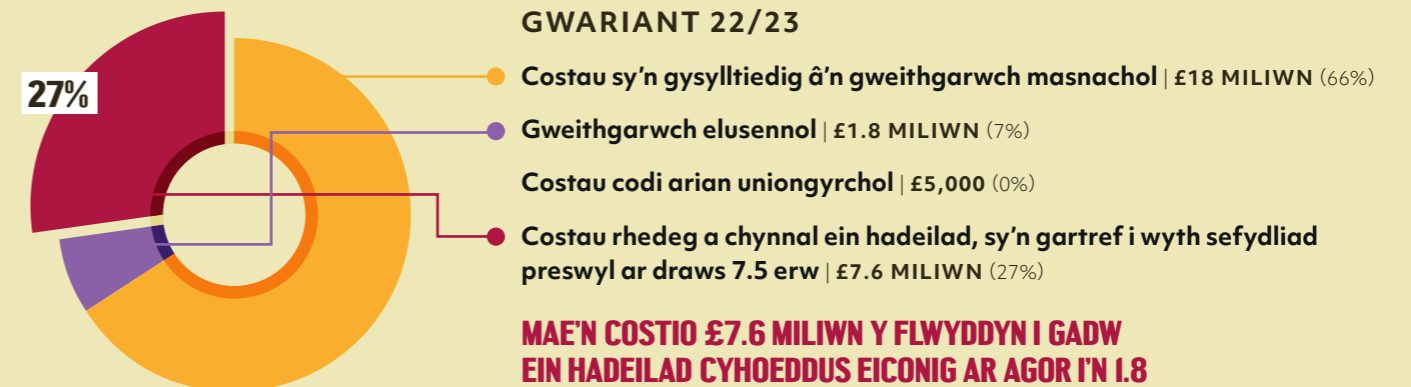 27%
GWARIANT 22/23
Costau sy’n gysylltiedig â’n gweithgarwch masnachol | £18 MILIWN (66%)
Gweithgarwch elusennol | £1.8 MILIWN (7%)
Costau codi arian uniongyrchol | £5,000 (0%)
Costau rhedeg a chynnal ein hadeilad, sy’n gartref i wyth sefydliad
preswyl ar draws 7.5 erw | £7.6 MILIWN (27%)
MAE’N COSTIO £7.6 MILIWN Y FLWYDDYN I GADW
EIN HADEILAD CYHOEDDUS EICONIG AR AGOR I’N 1.8